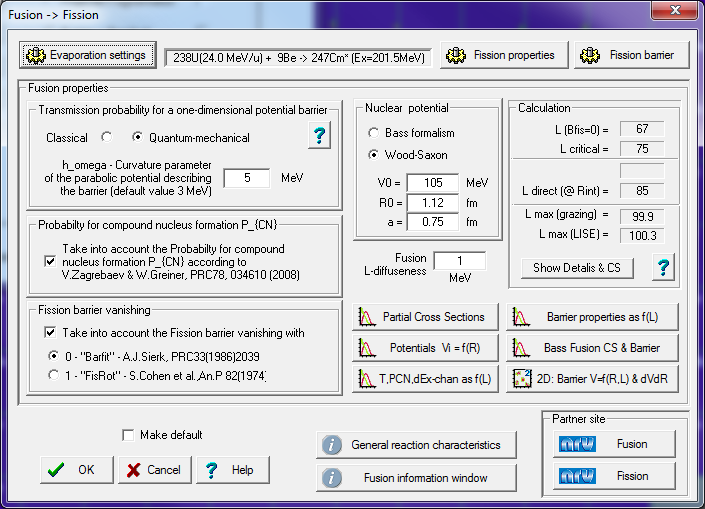 Fusion -> Fission
Evaporation settings
238U(24.0 MeV/u) + 9Be -> 247Cm* (Ex=201.5MeV)
Fission properties
Fission barrier
Fusion properties
Transmission probability for a one-dimensional potential barrier
Classical
Quantum-mechanical
?
h_omega - Curvature parameter
of the parabolic potential describing
the barrier (default value 3 MeV)
5 MeV
Probabilty for compound nucleus formation P_{CN}
Take into account the Probabilty for compound
nucleus formation P_{CN} according to
V.Zagrebaev & W.Greiner, PRC78, 034610 (2008)
Fission barrier vanishing
Take into account the Fission barrier vanishing with
0 - "Barfit" - A.J.Sierk, PRC33(1986)2039
1 - "FisRot" - S.Cohen et al.,An.P 82(1974)
Nuclear potential
Bass formalism
Wood-Saxon
V0 = 105 MeV
R0 = 1.12 fm
a = 0.75 fm
Fusion
L-diffuseness
1
MeV
Calculation
L (Bfis=0) = 67
L critical = 75
L direct (@ Rint) = 85
L max (grazing) = 99.9
L max (LISE) = 100.3
Show Detalis & CS
?
Partial Cross Sections
Barrier properties as f(L)
Potentials Vi = f(R)
Bass Fusion CS & Barrier
T,PCN,dEx-chan as f(L)
2D: Barrier V=f(R,L) & dVdR
Make default
OK
Cancel
? Help
i General reaction characteristics
i Fusion information window
Partner site
nrv Fusion
nrv Fission